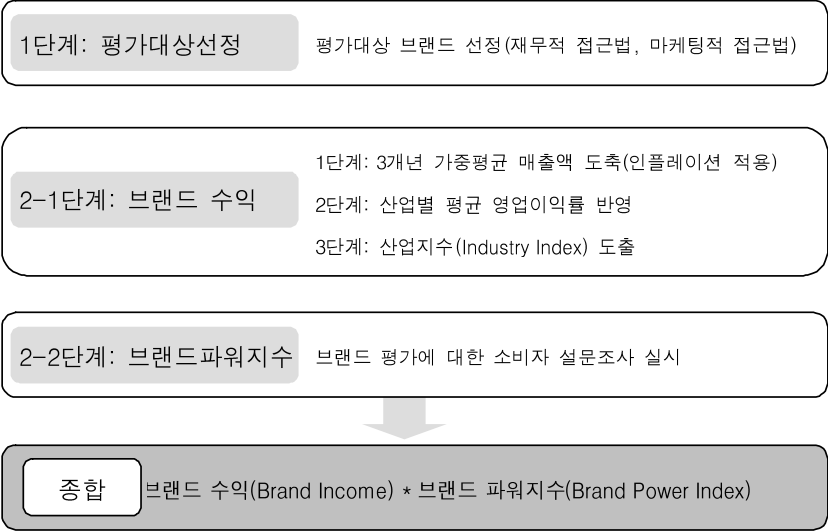 1단계: 평가대상선정
평가대상 브랜드 선정(재무적 접근법, 마케팅적 접근법)
2-1단계: 브랜드 수익
1단계: 3개년 가중평균 매출액 도축(인플레이션 적용)
2단계: 산업별 평균 영업이익률 반영
3단계: 산업지수(Industry Index) 도출
2-2단계: 브랜드파워지수
브랜드 평가에 대한 소비자 설문조사 실시
종합
브랜드 수익(Brand Income) * 브랜드 파워지수(Brand Power Index)